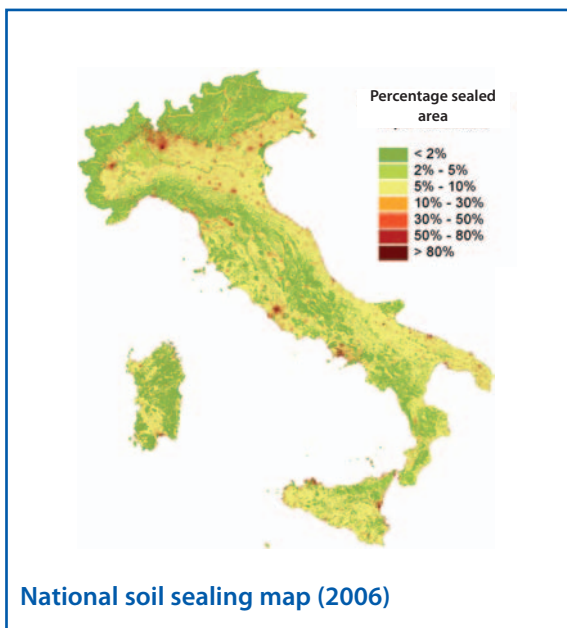 Percentage sealed
area
< 2%
2% - 5%
5% - 10%
10% - 30%
30% - 50%
50% - 80%
> 80%
National soil sealing map (2006)